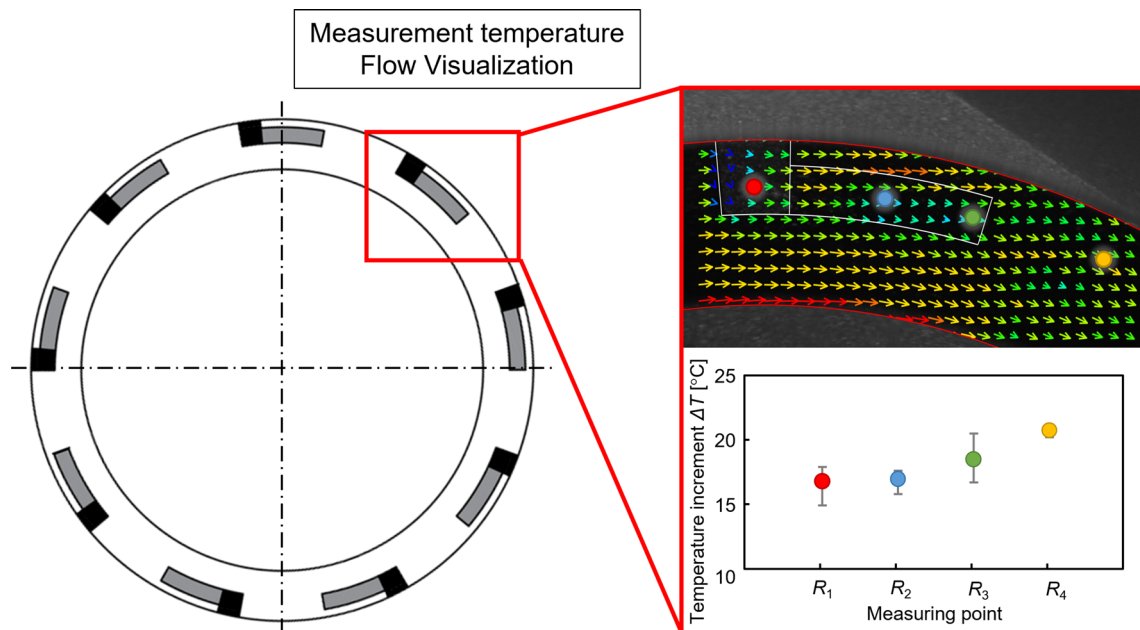 Measurement temperature
Flow Visualization
Temperature increment ΔT [°C]
25
20
15
10
R₁ R₂ R₃ R₄
Measuring point